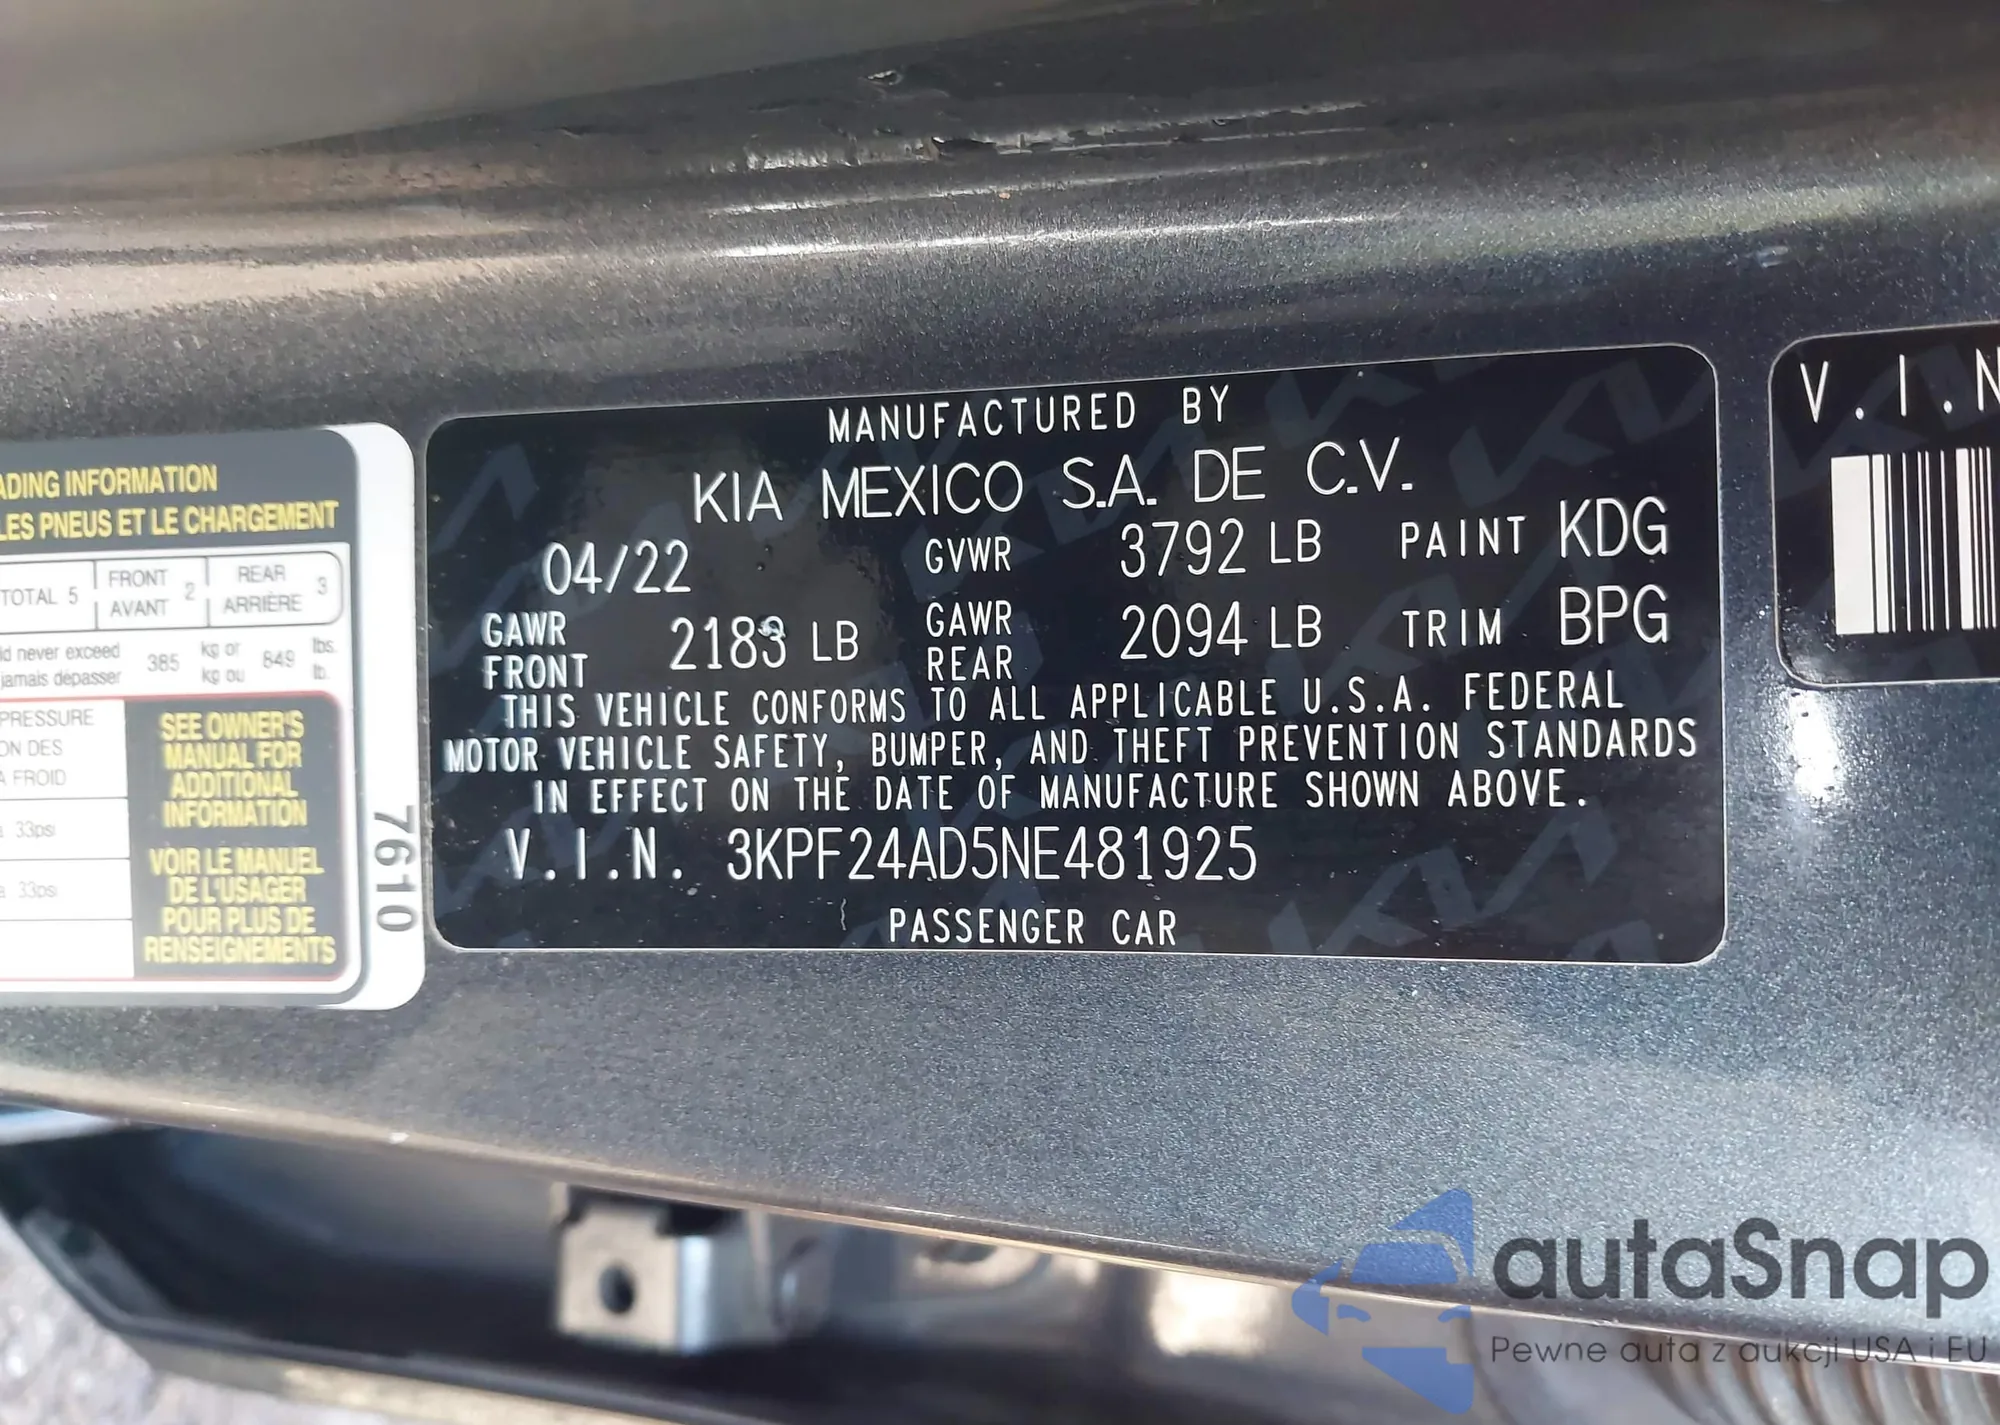 ADING INFORMATION
LES PNEUS ET LE CHARGEMENT
TOTAL 5
FRONT
AVANT
2
REAR
ARRIÈRE
3
ld never exceed
jamais dépasser
385
kg or
kg ou
849
lbs.
lb.
PRESSURE
ON DES
A FROID
33psi
33psi
SEE OWNER'S
MANUAL FOR
ADDITIONAL
INFORMATION
VOIR LE MANUEL
DE L'USAGER
POUR PLUS DE
RENSEIGNEMENTS
7610
MANUFACTURED BY
KIA MEXICO S.A. DE C.V.
04/22 GVWR 3792 LB PAINT KDG
GAWR FRONT 2183 LB GAWR REAR 2094 LB TRIM BPG
THIS VEHICLE CONFORMS TO ALL APPLICABLE U.S.A. FEDERAL
MOTOR VEHICLE SAFETY, BUMPER, AND THEFT PREVENTION STANDARDS
IN EFFECT ON THE DATE OF MANUFACTURE SHOWN ABOVE.
V.I.N. 3KPF24AD5NE481925
PASSENGER CAR
V.I.N
autaSnap
Pewne auta z aukcji USA i EU